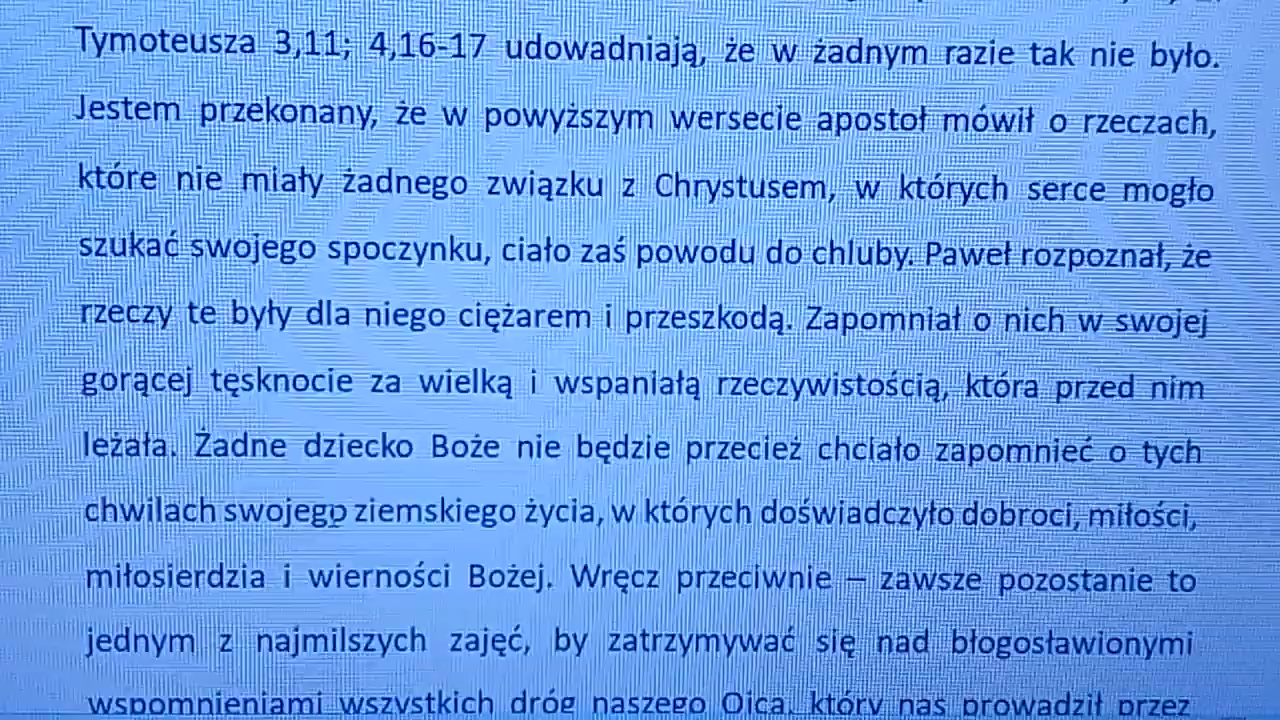 Tymoteusza 3,11; 4,16-17 udowadniają, że w żadnym razie tak nie było.
Jestem przekonany, że w powyższym wersecie apostoł mówił o rzeczach,
które nie miały żadnego związku z Chrystusem, w których serce mogło
szukać swojego spoczynku, ciało zaś powodu do chluby. Paweł rozpoznał, że
rzeczy te były dla niego ciężarem i przeszkodą. Zapomniał o nich w swojej
gorącej tęsknocie za wielką i wspaniałą rzeczywistością, która przed nim
leżała. Żadne dziecko Boże nie będzie przecież chciało zapomnieć o tych
chwilach swojego ziemskiego życia, w których doświadczyło dobroci, miłości,
miłosierdzia i wierności Bożej. Wręcz przeciwnie – zawsze pozostanie to
jednym z najmilszych zajęć, by zatrzymywać się nad błogosławionymi
wspomnieniami wszystkich dróg naszego Ojca, który nas prowadził przez